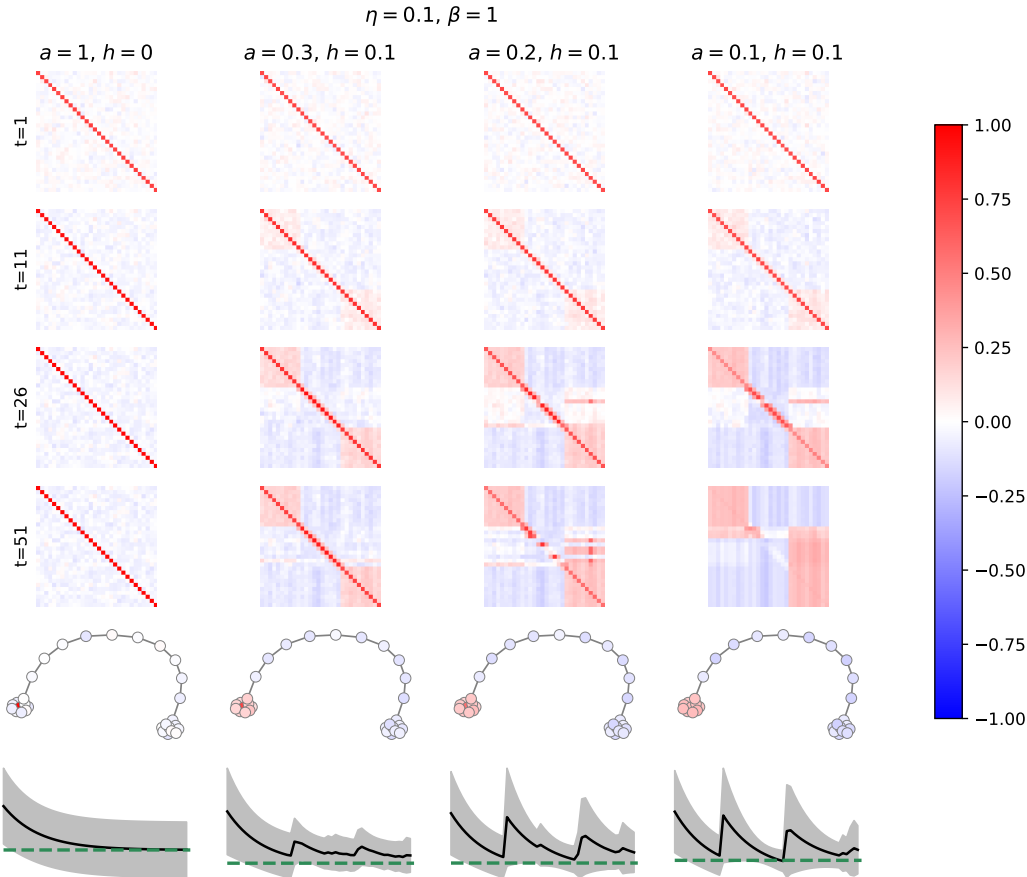 η = 0.1, β = 1
a = 1, h = 0
a = 0.3, h = 0.1
a = 0.2, h = 0.1
a = 0.1, h = 0.1
t=1
t=11
t=26
t=51
1.00
0.75
0.50
0.25
0.00
−0.25
−0.50
−0.75
−1.00